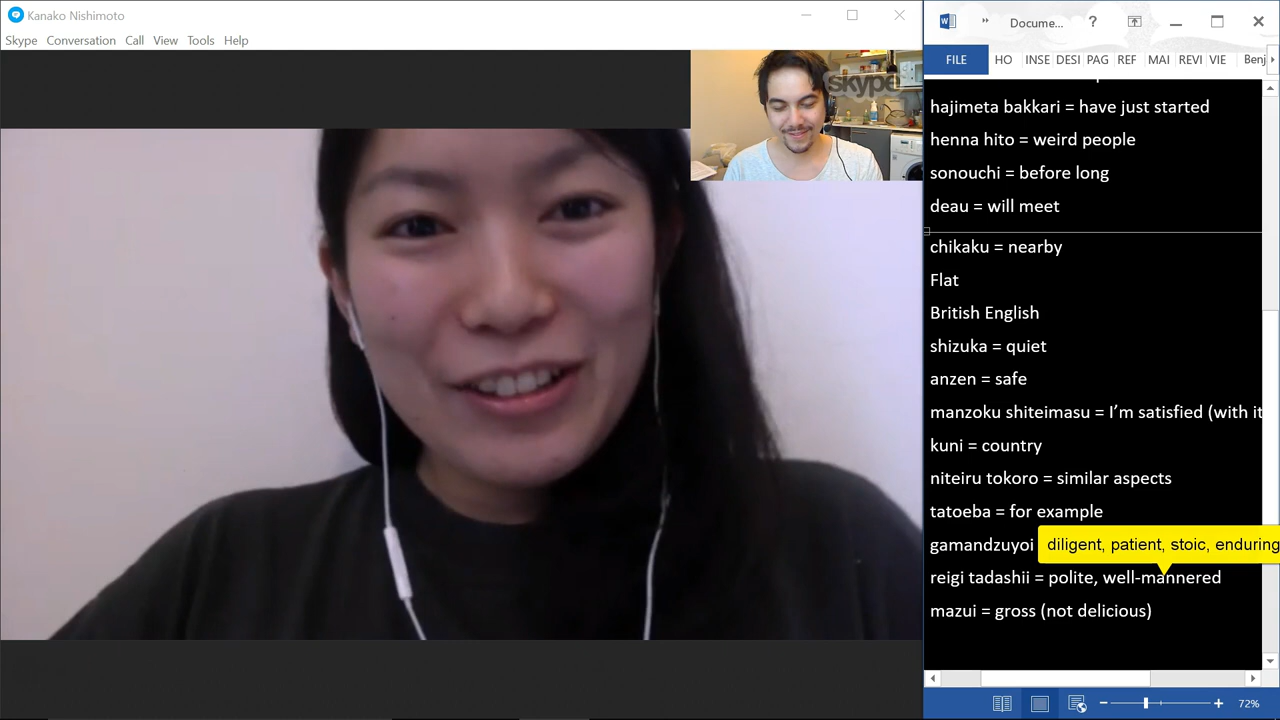 Kanako Nishimoto
Skype Conversation Call View Tools Help
skype
Docume...
?
FILE HO INSE DESI PAG REF MAI REVI VIE Benj
hajimeta bakkari = have just started
henna hito = weird people
sonouchi = before long
deau = will meet
chikaku = nearby
Flat
British English
shizuka = quiet
anzen = safe
manzoku shiteimasu = I’m satisfied (with it
kuni = country
niteiru tokoro = similar aspects
tatoeba = for example
gamandzuyoi
diligent, patient, stoic, enduring
reigi tadashii = polite, well-mannered
mazui = gross (not delicious)
72%